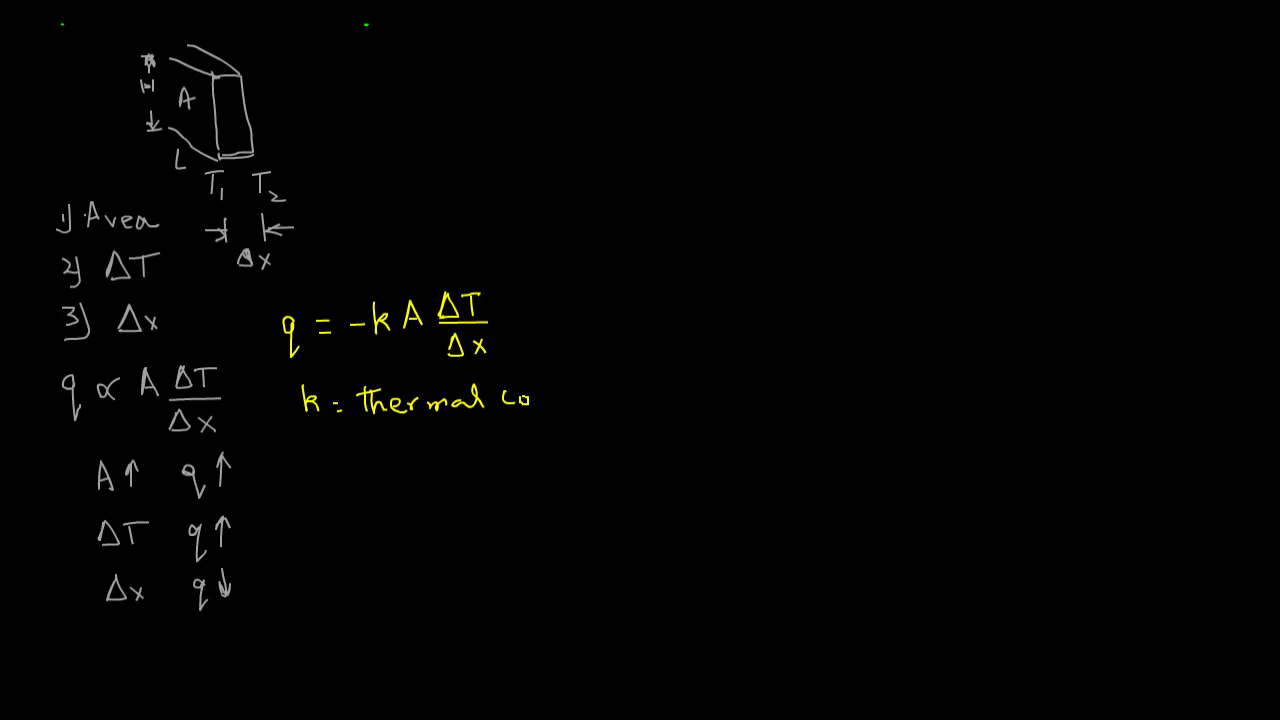 H
A
L
T₁ T₂
Δx
1) Area
2) ΔT
3) Δx
q = -k A ΔT/Δx
q ∝ A ΔT/Δx
k = thermal co
A↑ q↑
ΔT q↑
Δx q↓